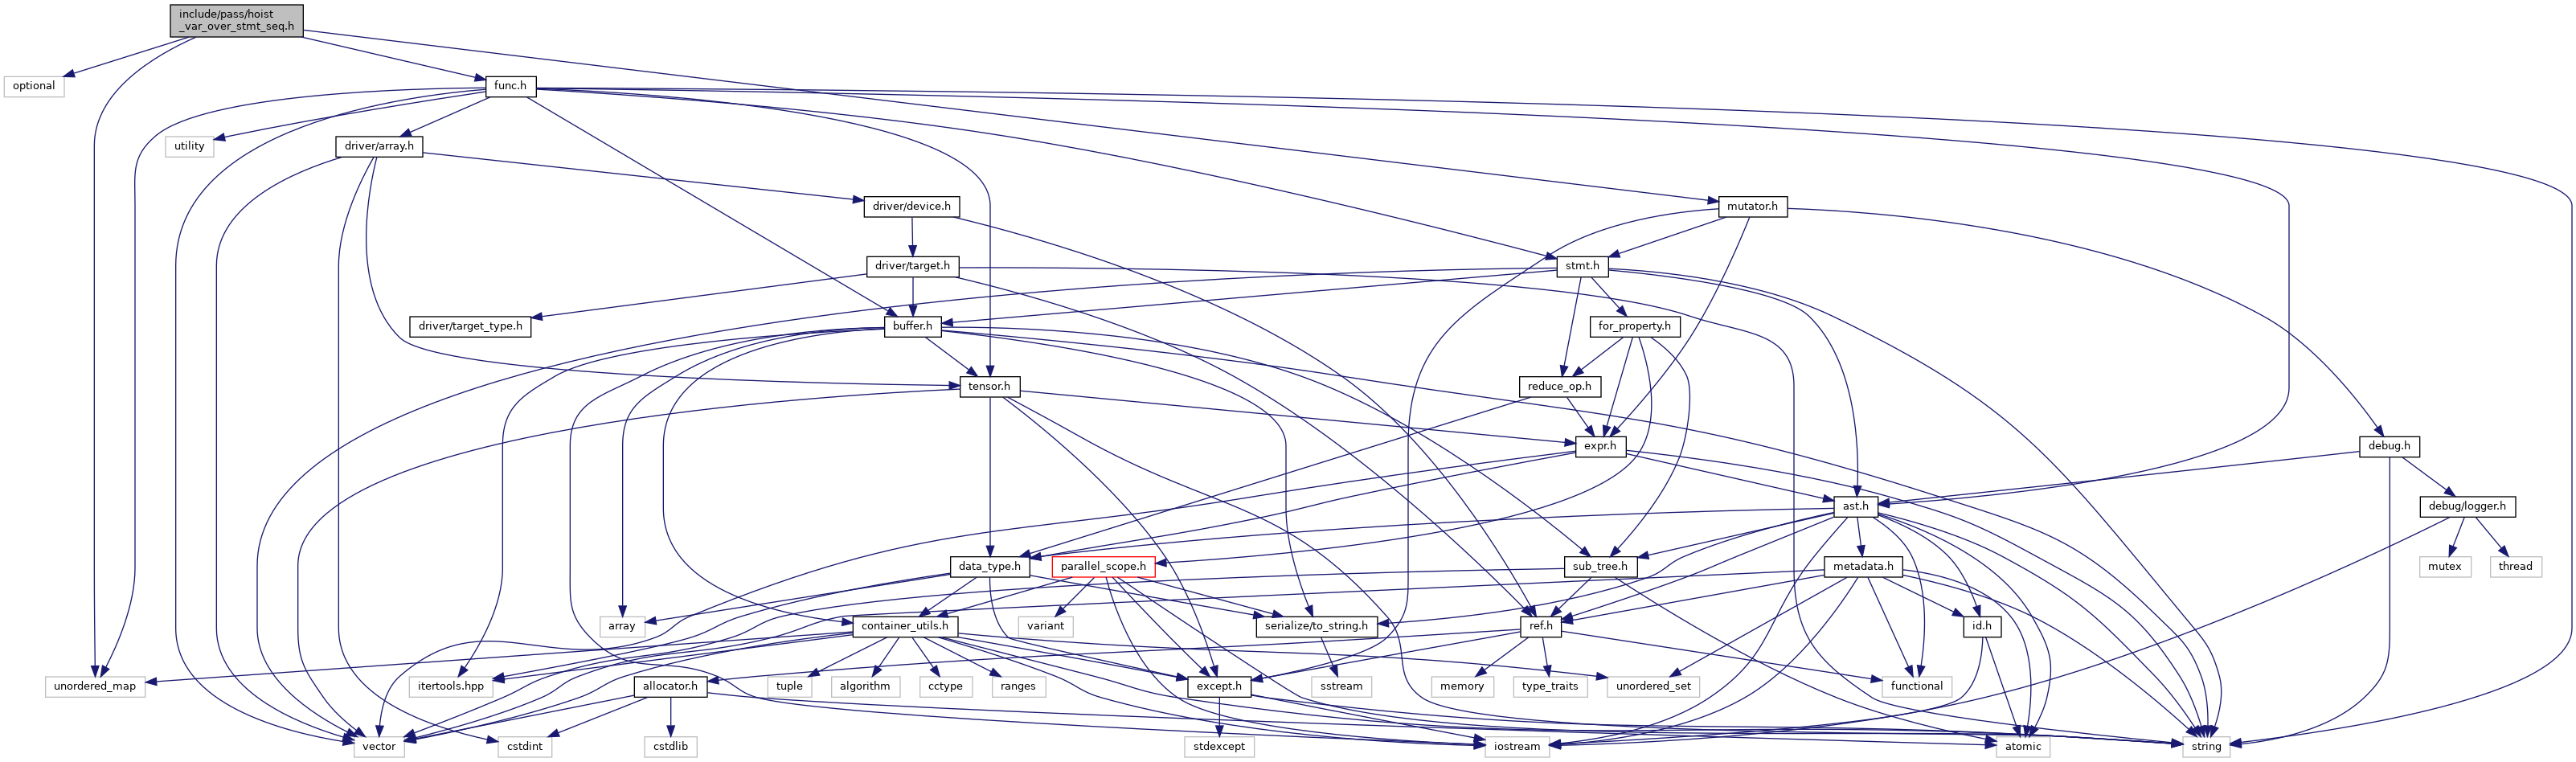 include/pass/hoist
_var_over_stmt_seq.h
optional
func.h
utility
driver/array.h
driver/device.h
mutator.h
driver/target.h
stmt.h
driver/target_type.h
buffer.h
for_property.h
tensor.h
reduce_op.h
expr.h
debug.h
ast.h
debug/logger.h
data_type.h
parallel_scope.h
sub_tree.h
metadata.h
mutex
thread
array
container_utils.h
variant
serialize/to_string.h
ref.h
id.h
unordered_map
itertools.hpp
allocator.h
tuple
algorithm
cctype
ranges
except.h
sstream
memory
type_traits
unordered_set
functional
vector
cstdint
cstdlib
stdexcept
iostream
atomic
string